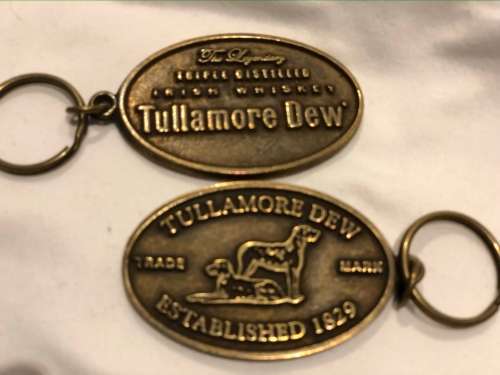 The Legendary
TRIPLE DISTILLED
IRISH WHISKEY
Tullamore Dew
TULLAMORE DEW
TRADE MARK
ESTABLISHED 1829